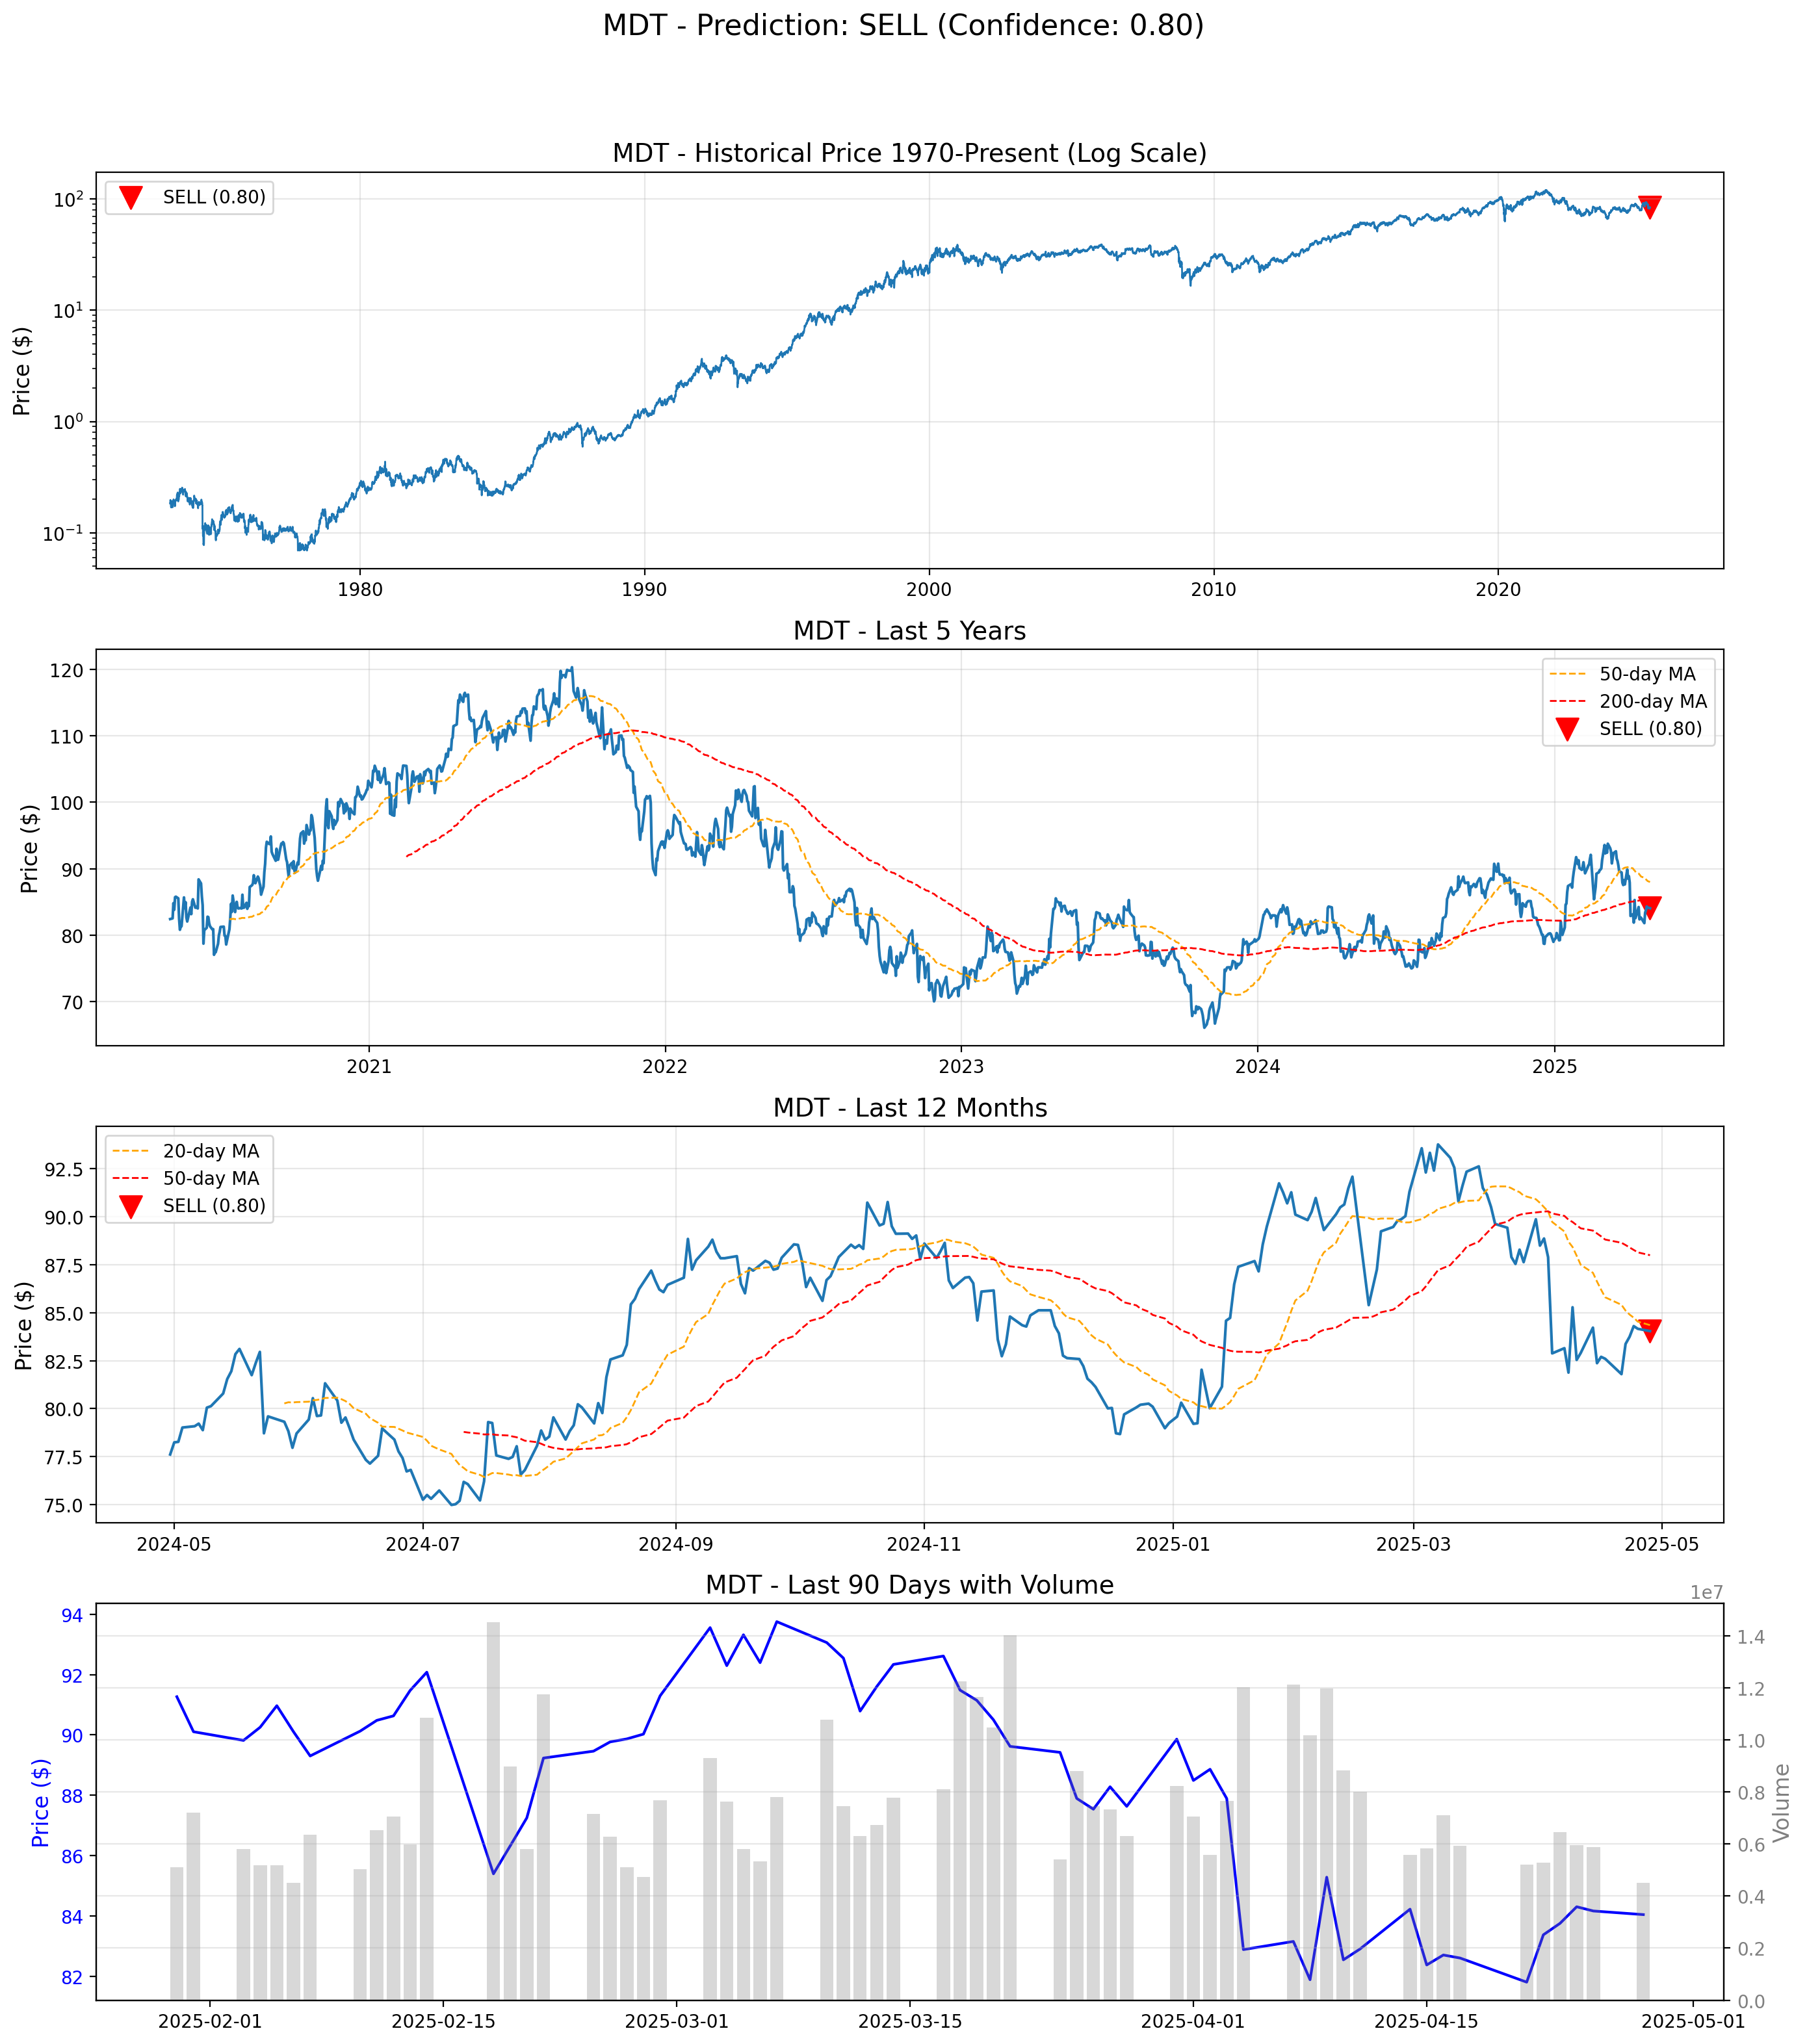 MDT - Prediction: SELL (Confidence: 0.80)
MDT - Historical Price 1970-Present (Log Scale)
SELL (0.80)
Price ($)
10²
10¹
10⁰
10⁻¹
1980 1990 2000 2010 2020
MDT - Last 5 Years
50-day MA
200-day MA
SELL (0.80)
Price ($)
120
110
100
90
80
70
2021 2022 2023 2024 2025
MDT - Last 12 Months
20-day MA
50-day MA
SELL (0.80)
Price ($)
92.5
90.0
87.5
85.0
82.5
80.0
77.5
75.0
2024-05 2024-07 2024-09 2024-11 2025-01 2025-03 2025-05
MDT - Last 90 Days with Volume
1e7
Price ($)
94
92
90
88
86
84
82
1.4
1.2
1.0
0.8
0.6
0.4
0.2
0.0
Volume
2025-02-01 2025-02-15 2025-03-01 2025-03-15 2025-04-01 2025-04-15 2025-05-01